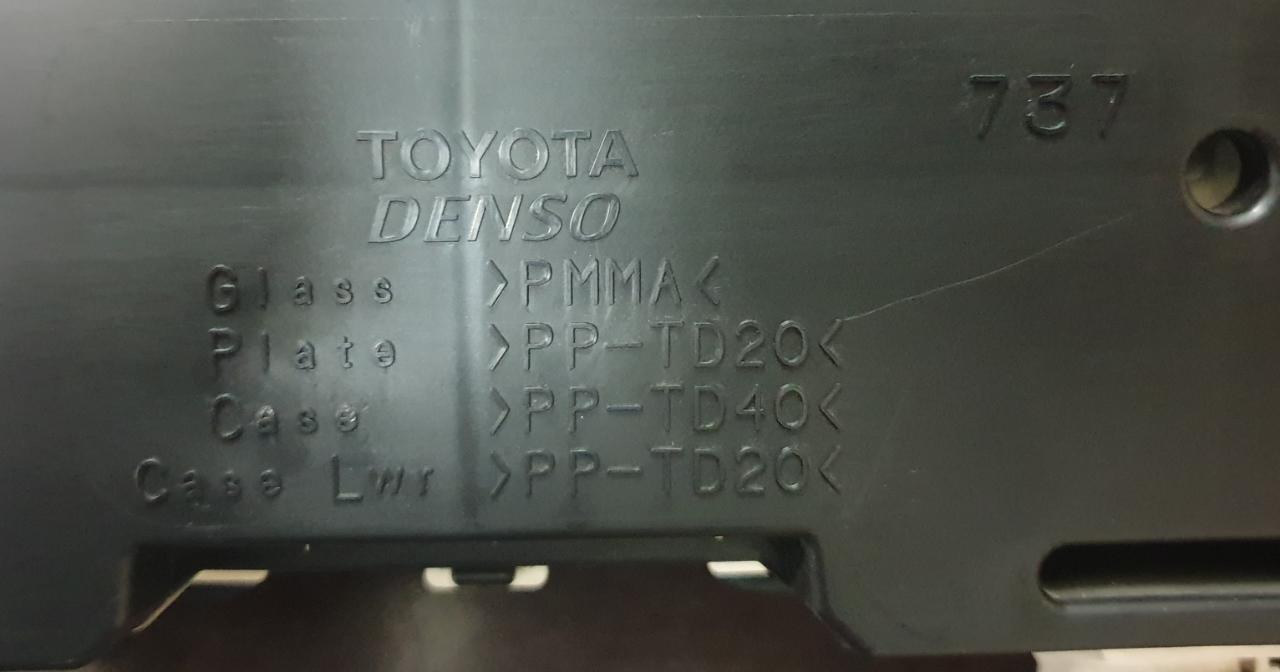 737
TOYOTA
DENSO
Glass >PMMA<
Plate >PP-TD20<
Case >PP-TD40<
Case Lwr >PP-TD20<